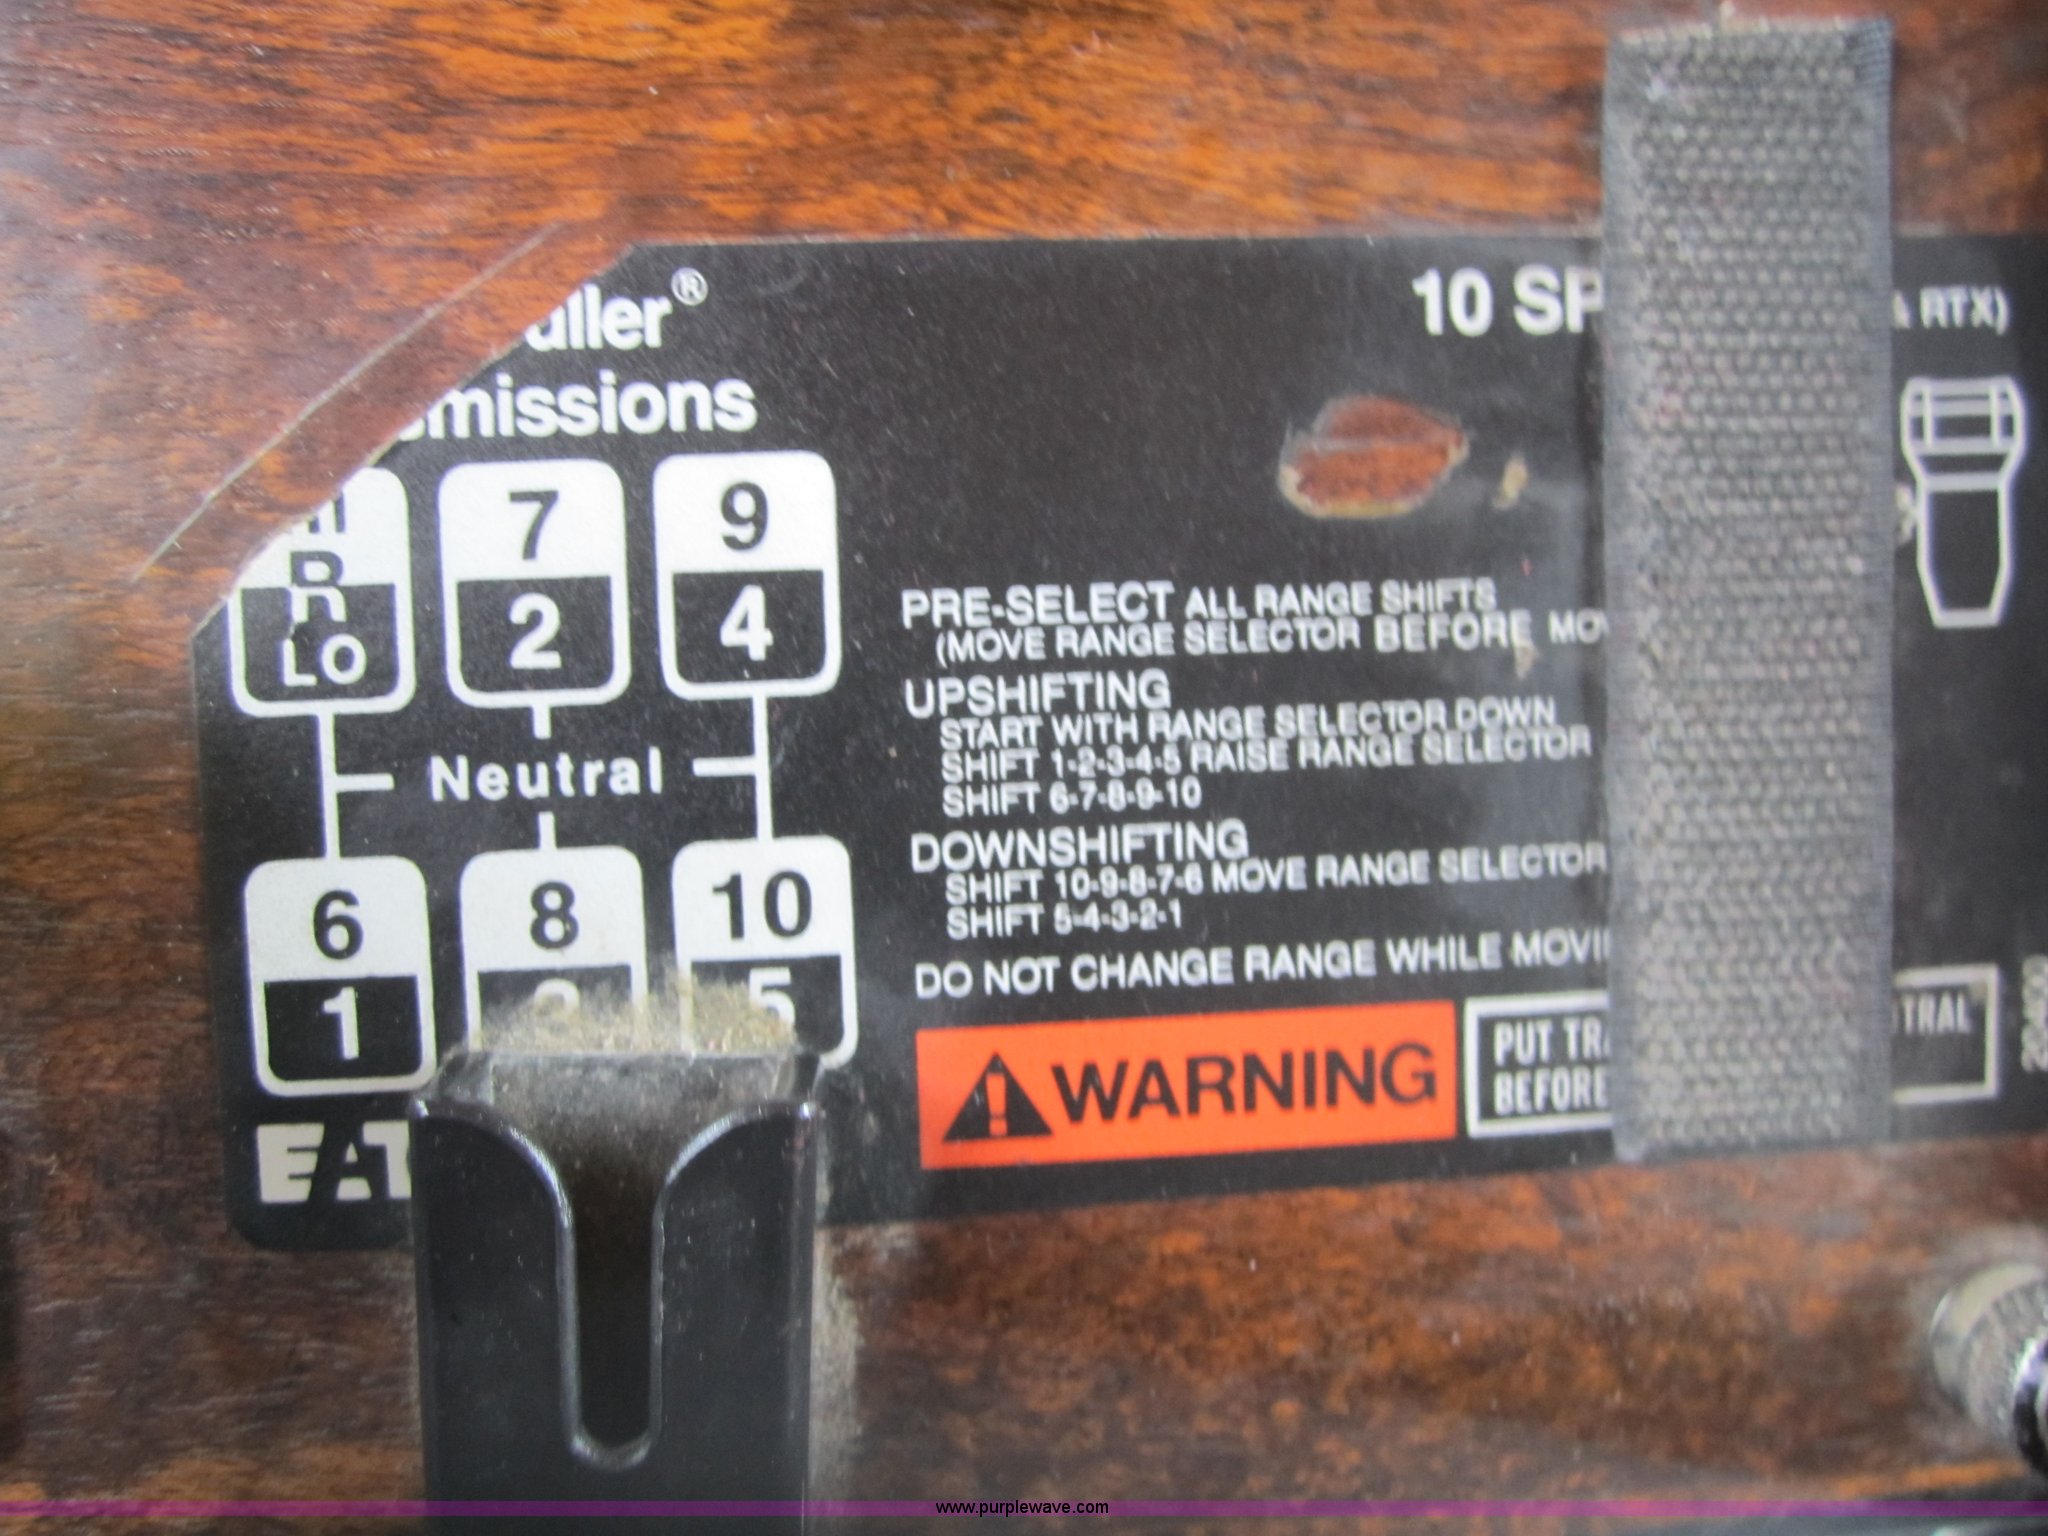 uller®
missions
10 SP
& RTX)
7
9
R
2
4
LO
PRE-SELECT ALL RANGE SHIFTS
(MOVE RANGE SELECTOR BEFORE MOV
UPSHIFTING
START WITH RANGE SELECTOR DOWN
SHIFT 1-2-3-4-5 RAISE RANGE SELECTOR
SHIFT 6-7-8-9-10
Neutral
DOWNSHIFTING
SHIFT 10-9-8-7-6 MOVE RANGE SELECTOR
SHIFT 5-4-3-2-1
6
8
10
1
5
DO NOT CHANGE RANGE WHILE MOVI
WARNING
PUT TRA
TRAL
BEFORE
EAT
www.purplewave.com